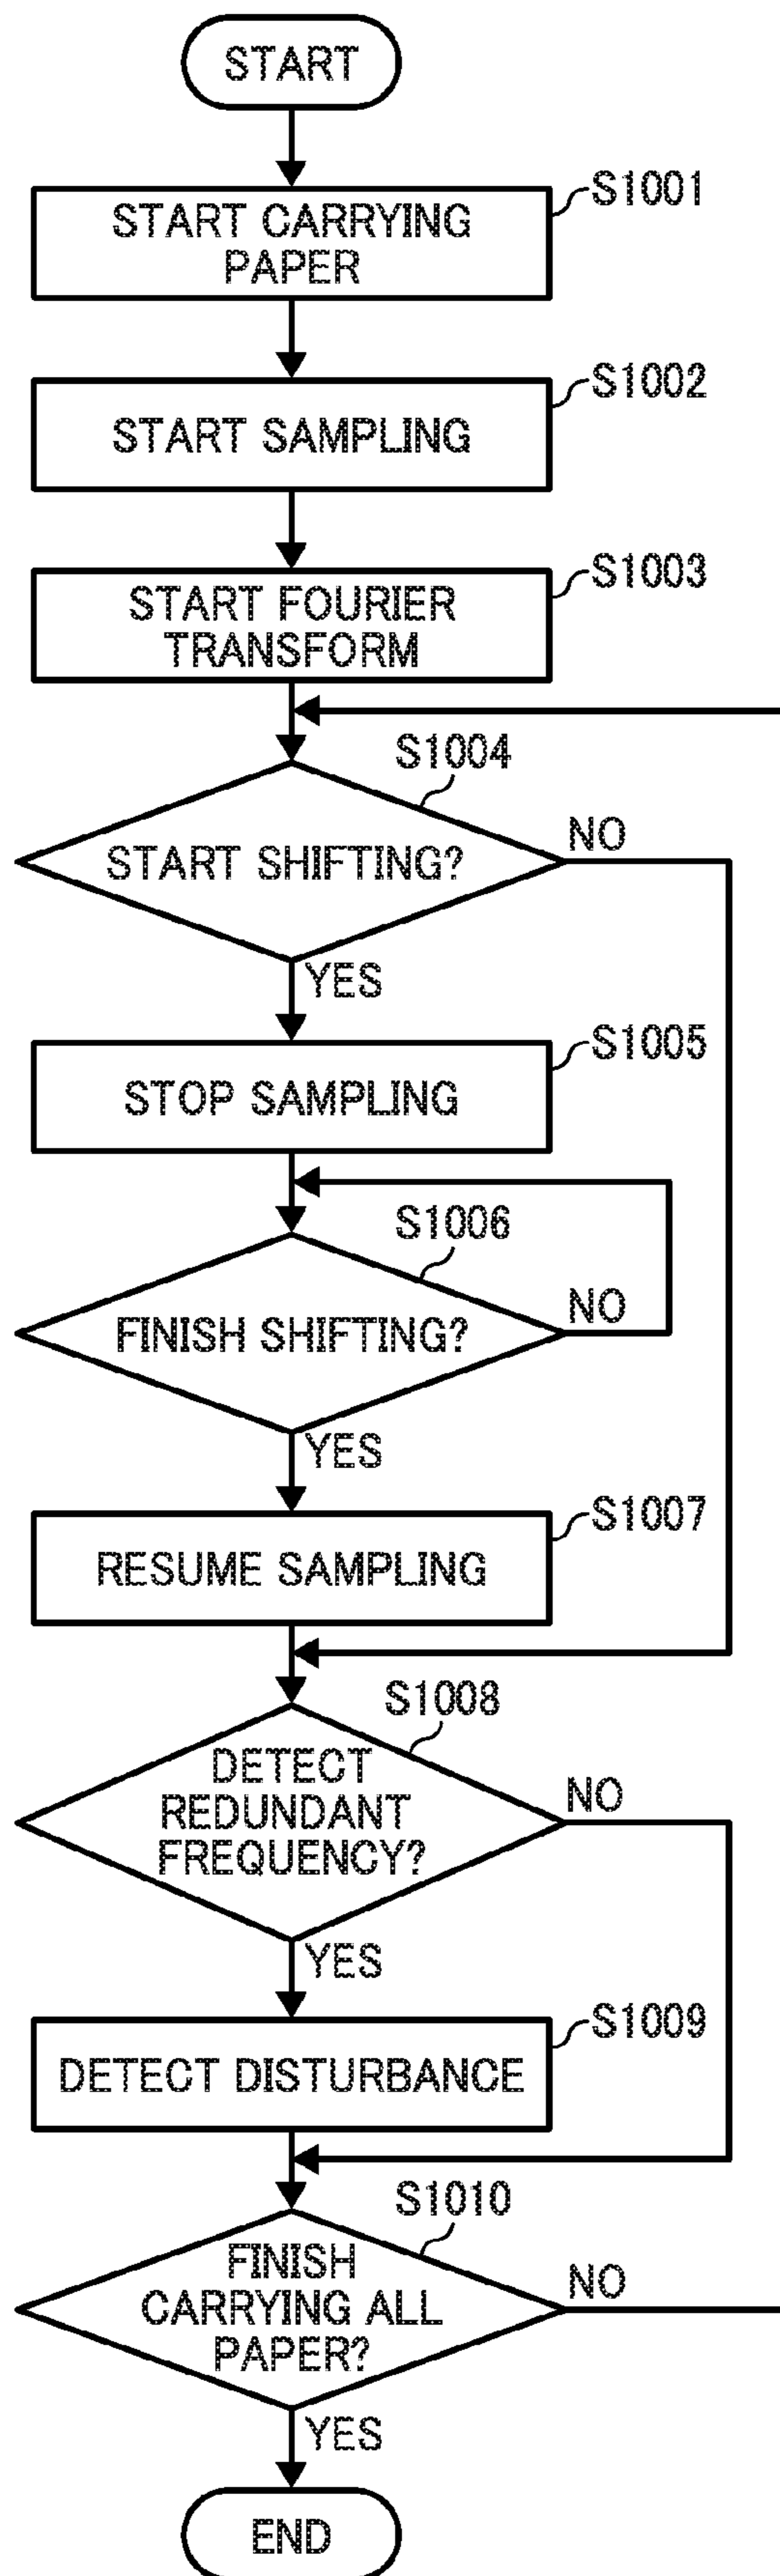 START
S1001
START CARRYING
PAPER
S1002
START SAMPLING
S1003
START FOURIER
TRANSFORM
S1004
START SHIFTING?
NO
YES
S1005
STOP SAMPLING
S1006
FINISH SHIFTING?
NO
YES
S1007
RESUME SAMPLING
S1008
DETECT
REDUNDANT
FREQUENCY?
NO
YES
S1009
DETECT DISTURBANCE
S1010
FINISH
CARRYING ALL
PAPER?
NO
YES
END